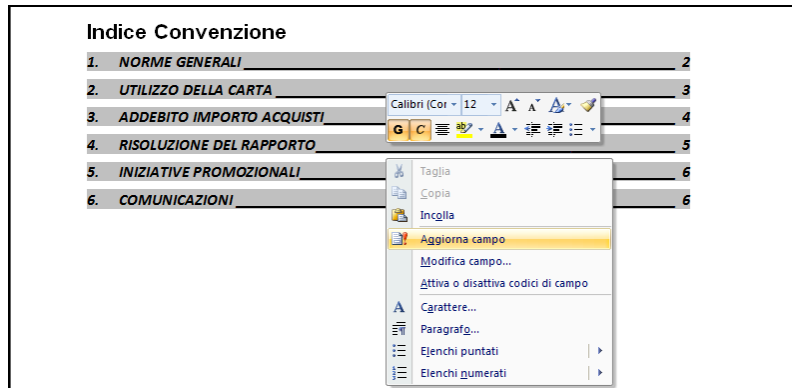 Indice Convenzione
1. NORME GENERALI 2
2. UTILIZZO DELLA CARTA 3
3. ADDEBITO IMPORTO ACQUISTI 4
4. RISOLUZIONE DEL RAPPORTO 5
5. INIZIATIVE PROMOZIONALI 6
6. COMUNICAZIONI 6
Calibri (Cor 12 A A A
G C ab A
Taglia
Copia
Incolla
Aggiorna campo
Modifica campo...
Attiva o disattiva codici di campo
A Carattere...
Paragrafo...
Elenchi puntati
Elenchi numerati